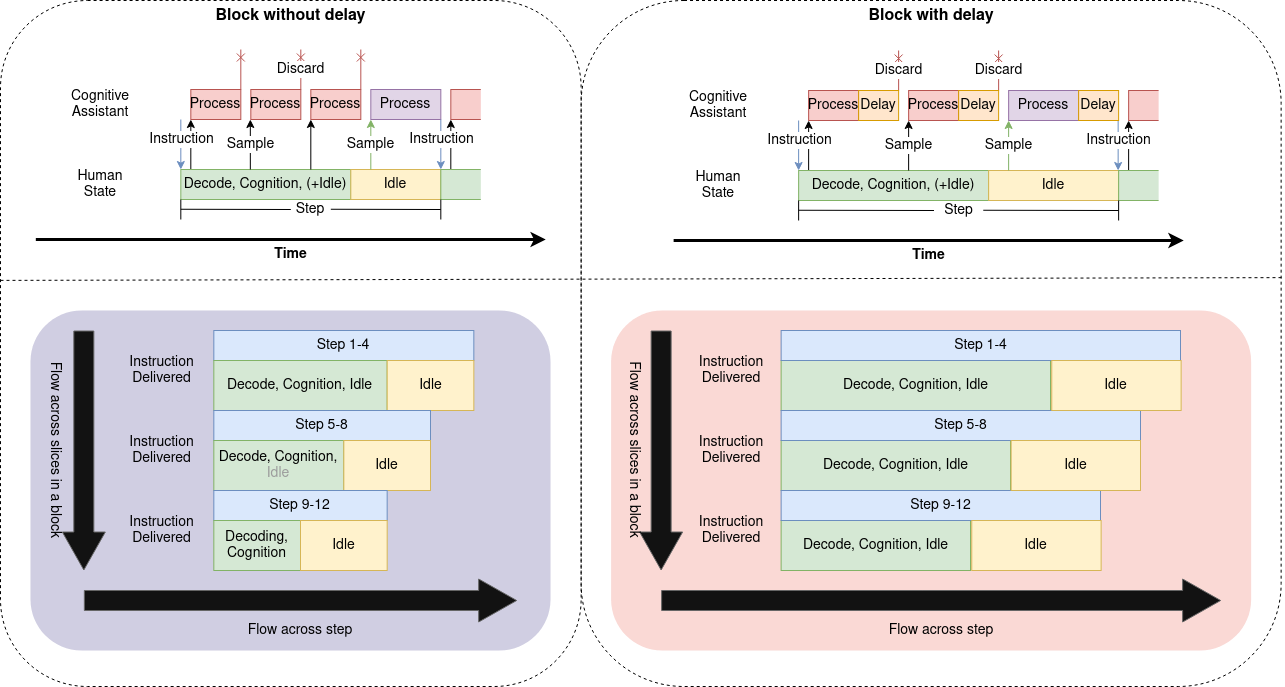 Block without delay
Discard
Cognitive
Assistant
Process Process Process Process
Instruction Sample Sample Instruction
Human
State
Decode, Cognition, (+Idle) Idle
Step
Time
Block with delay
Discard Discard
Cognitive
Assistant
Process Delay Process Delay Process Delay
Instruction Sample Sample Instruction
Human
State
Decode, Cognition, (+Idle) Idle
Step
Time
Flow across slices in a block
Step 1-4
Instruction
Delivered
Decode, Cognition, Idle Idle
Step 5-8
Instruction
Delivered
Decode, Cognition,
Idle
Idle
Step 9-12
Instruction
Delivered
Decoding,
Cognition
Idle
Flow across step
Flow across slices in a block
Step 1-4
Instruction
Delivered
Decode, Cognition, Idle Idle
Step 5-8
Instruction
Delivered
Decode, Cognition, Idle Idle
Step 9-12
Instruction
Delivered
Decode, Cognition, Idle Idle
Flow across step